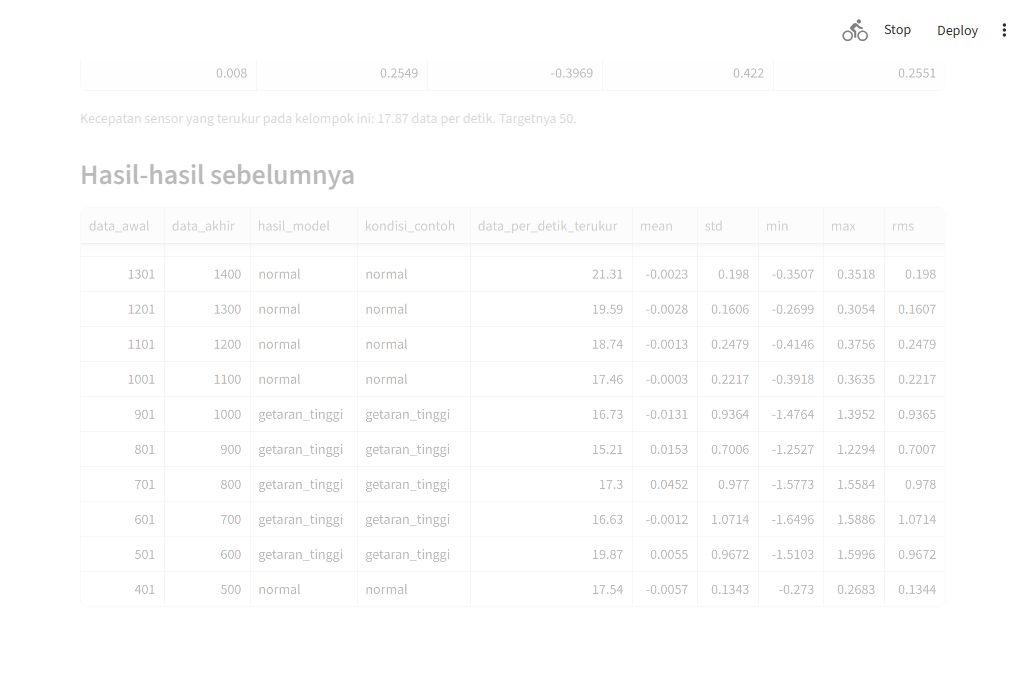 Stop Deploy
0.008 0.2549 -0.3969 0.422 0.2551
Kecepatan sensor yang terukur pada kelompok ini: 17.87 data per detik. Targetnya 50.
Hasil-hasil sebelumnya
data_awal data_akhir hasil_model kondisi_contoh data_per_detik_terukur mean std min max rms
1301 1400 normal normal 21.31 -0.0023 0.198 -0.3507 0.3518 0.198
1201 1300 normal normal 19.59 -0.0028 0.1606 -0.2699 0.3054 0.1607
1101 1200 normal normal 18.74 -0.0013 0.2479 -0.4146 0.3756 0.2479
1001 1100 normal normal 17.46 -0.0003 0.2217 -0.3918 0.3635 0.2217
901 1000 getaran_tinggi getaran_tinggi 16.73 -0.0131 0.9364 -1.4764 1.3952 0.9365
801 900 getaran_tinggi getaran_tinggi 15.21 0.0153 0.7006 -1.2527 1.2294 0.7007
701 800 getaran_tinggi getaran_tinggi 17.3 0.0452 0.977 -1.5773 1.5584 0.978
601 700 getaran_tinggi getaran_tinggi 16.63 -0.0012 1.0714 -1.6496 1.5886 1.0714
501 600 getaran_tinggi getaran_tinggi 19.87 0.0055 0.9672 -1.5103 1.5996 0.9672
401 500 normal normal 17.54 -0.0057 0.1343 -0.273 0.2683 0.1344